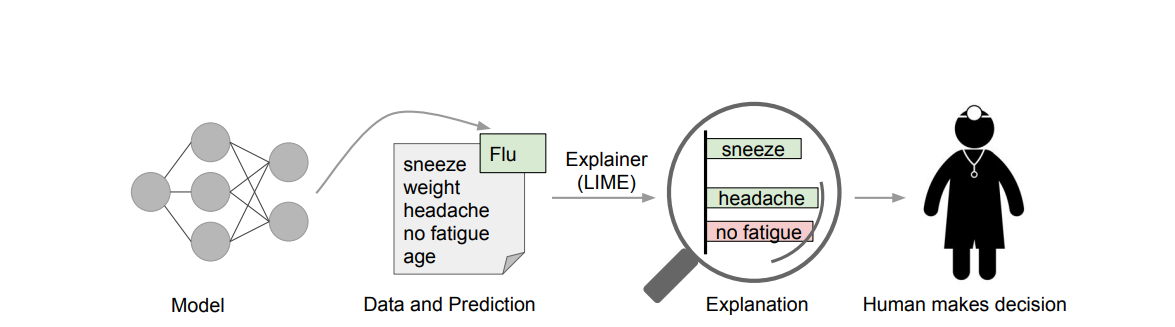 Flu
sneeze
weight
headache
no fatigue
age
Explainer
(LIME)
sneeze
headache
no fatigue
Model
Data and Prediction
Explanation
Human makes decision